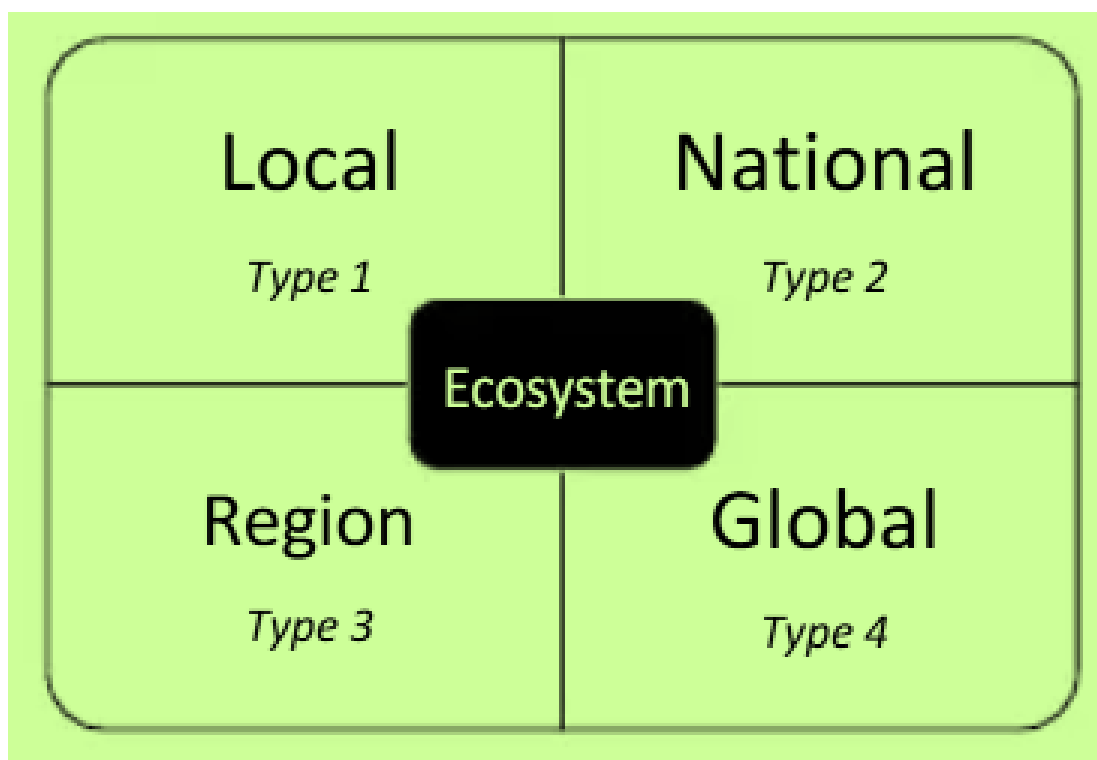 Local
Type 1
National
Type 2
Ecosystem
Region
Type 3
Global
Type 4